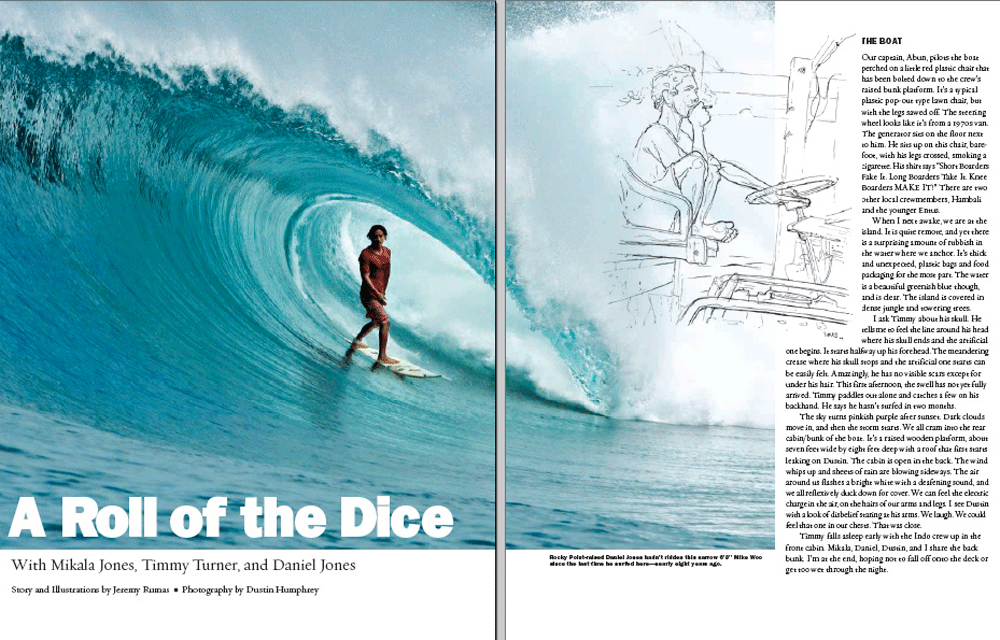 A Roll of the Dice
With Mikala Jones, Timmy Turner, and Daniel Jones
Story and Illustrations by Jeremy Rumas ■ Photography by Dustin Humphrey
Rocky Point-raised Daniel Jones hadn't ridden this narrow 6'0" Mike Woo
since the last time he surfed here—nearly eight years ago.
THE BOAT
Our captain, Abun, pilots the boat
perched on a little red plastic chair that
has been bolted down to the crew's
raised bunk platform. It's a typical
plastic pop-out type lawn chair, but
with the legs sawed off. The steering
wheel looks like it's from a 1970s van.
The generator sits on the floor next
to him. He sits up on this chair, bare-
foot, with his legs crossed, smoking a
cigarette. His shirt says "Short Boarders
Fake It. Long Boarders Take It. Knee
Boarders MAKE IT!" There are two
other local crewmembers, Hambali
and the younger Entus.
When I next awake, we are at the
island. It is quite remote, and yet there
is a surprising amount of rubbish in
the water where we anchor. It's thick
and unexpected, plastic bags and food
packaging for the most part. The water
is a beautiful greenish blue though,
and is clear. The island is covered in
dense jungle and towering trees.
I ask Timmy about his skull. He
tells me to feel the line around his head
where his skull ends and the artificial
one begins. It starts halfway up his forehead. The meandering
crease where his skull stops and the artificial one starts can
be easily felt. Amazingly, he has no visible scars except for
under his hair. This first afternoon, the swell has not yet fully
arrived. Timmy paddles out alone and catches a few on his
backhand. He says he hasn't surfed in two months.
The sky turns pinkish purple after sunset. Dark clouds
move in, and then the storm starts. We all cram into the rear
cabin/bunk of the boat. It's a raised wooden platform, about
seven feet wide by eight feet deep with a roof that first starts
leaking on Dustin. The cabin is open in the back. The wind
whips up and sheets of rain are blowing sideways. The air
around us flashes a bright white with a deafening sound, and
we all reflexively duck down for cover. We can feel the electric
charge in the air, on the hairs of our arms and legs. I see Dustin
with a look of disbelief staring at his arms. We laugh. We could
feel that one in our chests. That was close.
Timmy falls asleep early with the Indo crew up in the
front cabin. Mikala, Daniel, Dustin, and I share the back
bunk. I'm at the end, hoping not to fall off onto the deck or
get too wet through the night.